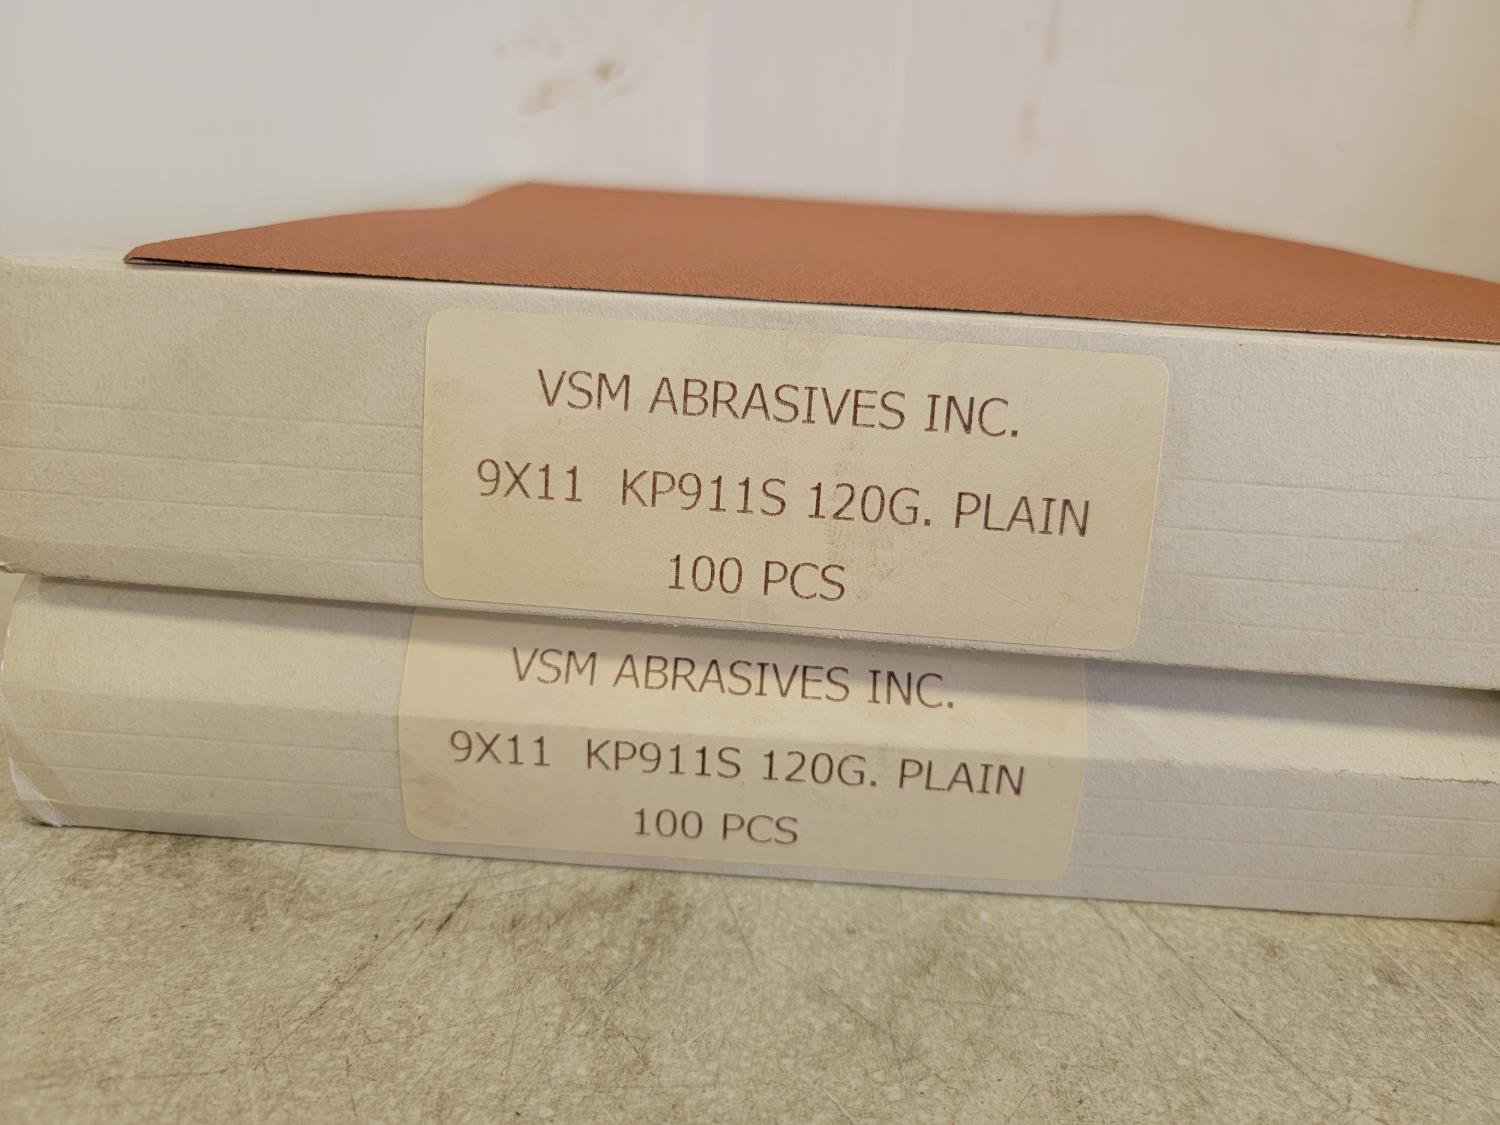 VSM ABRASIVES INC.
9X11 KP911S 120G. PLAIN
100 PCS
VSM ABRASIVES INC.
9X11 KP911S 120G. PLAIN
100 PCS